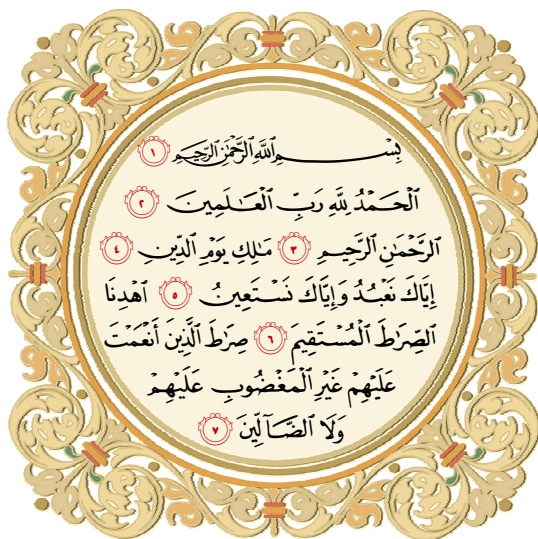 بِسْمِ ٱللَّهِ ٱلرَّحْمَٰنِ ٱلرَّحِيمِ ١
ٱلْحَمْدُ لِلَّهِ رَبِّ ٱلْعَٰلَمِينَ ٢
ٱلرَّحْمَٰنِ ٱلرَّحِيمِ ٣ مَٰلِكِ يَوْمِ ٱلدِّينِ ٤
إِيَّاكَ نَعْبُدُ وَإِيَّاكَ نَسْتَعِينُ ٥ ٱهْدِنَا
ٱلصِّرَٰطَ ٱلْمُسْتَقِيمَ ٦ صِرَٰطَ ٱلَّذِينَ أَنْعَمْتَ
عَلَيْهِمْ غَيْرِ ٱلْمَغْضُوبِ عَلَيْهِمْ
وَلَا ٱلضَّآلِّينَ ٧